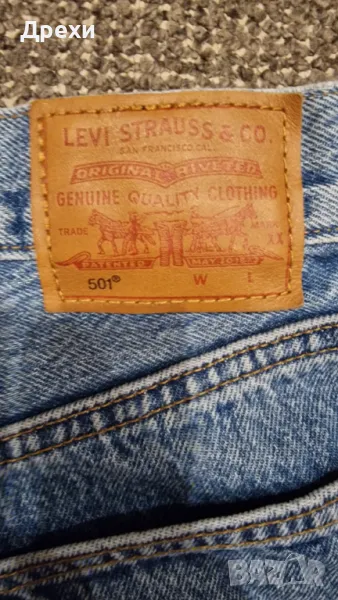 Дрехи
LEVI STRAUSS & CO.
SAN FRANCISCO, CAL.
ORIGINAL RIVETED
GENUINE QUALITY CLOTHING
TRADE MARK
XX
PATENTED MAY 20 1873
501® W L
BAZAR